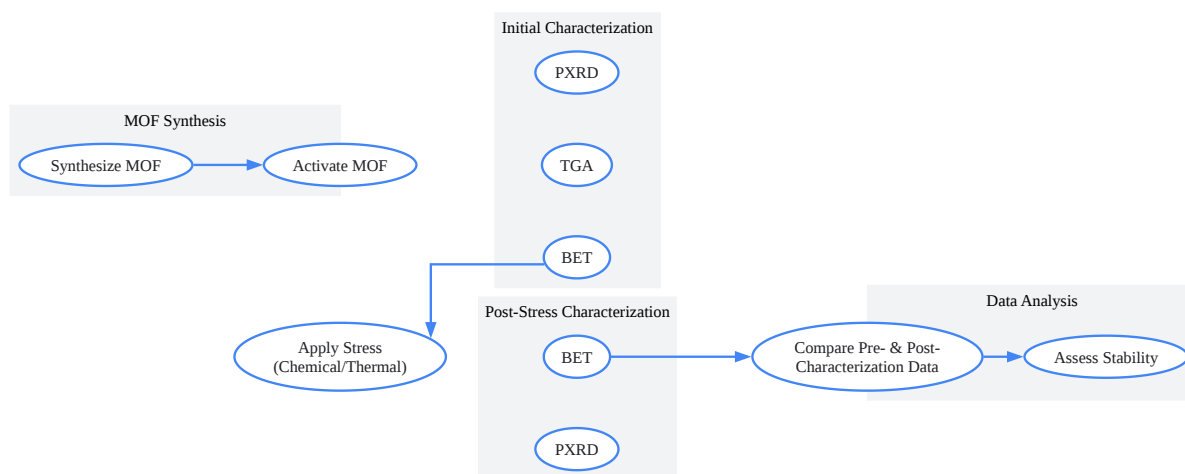 MOF Synthesis
Synthesize MOF
Activate MOF
Initial Characterization
PXRD
TGA
BET
Apply Stress
(Chemical/Thermal)
Post-Stress Characterization
BET
PXRD
Data Analysis
Compare Pre- & Post-
Characterization Data
Assess Stability